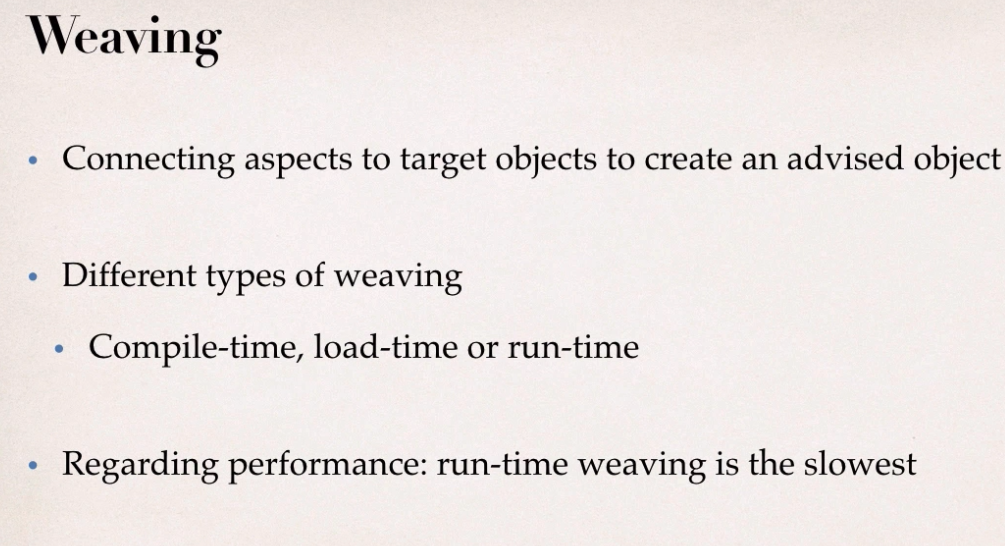 Weaving
• Connecting aspects to target objects to create an advised object
• Different types of weaving
• Compile-time, load-time or run-time
• Regarding performance: run-time weaving is the slowest